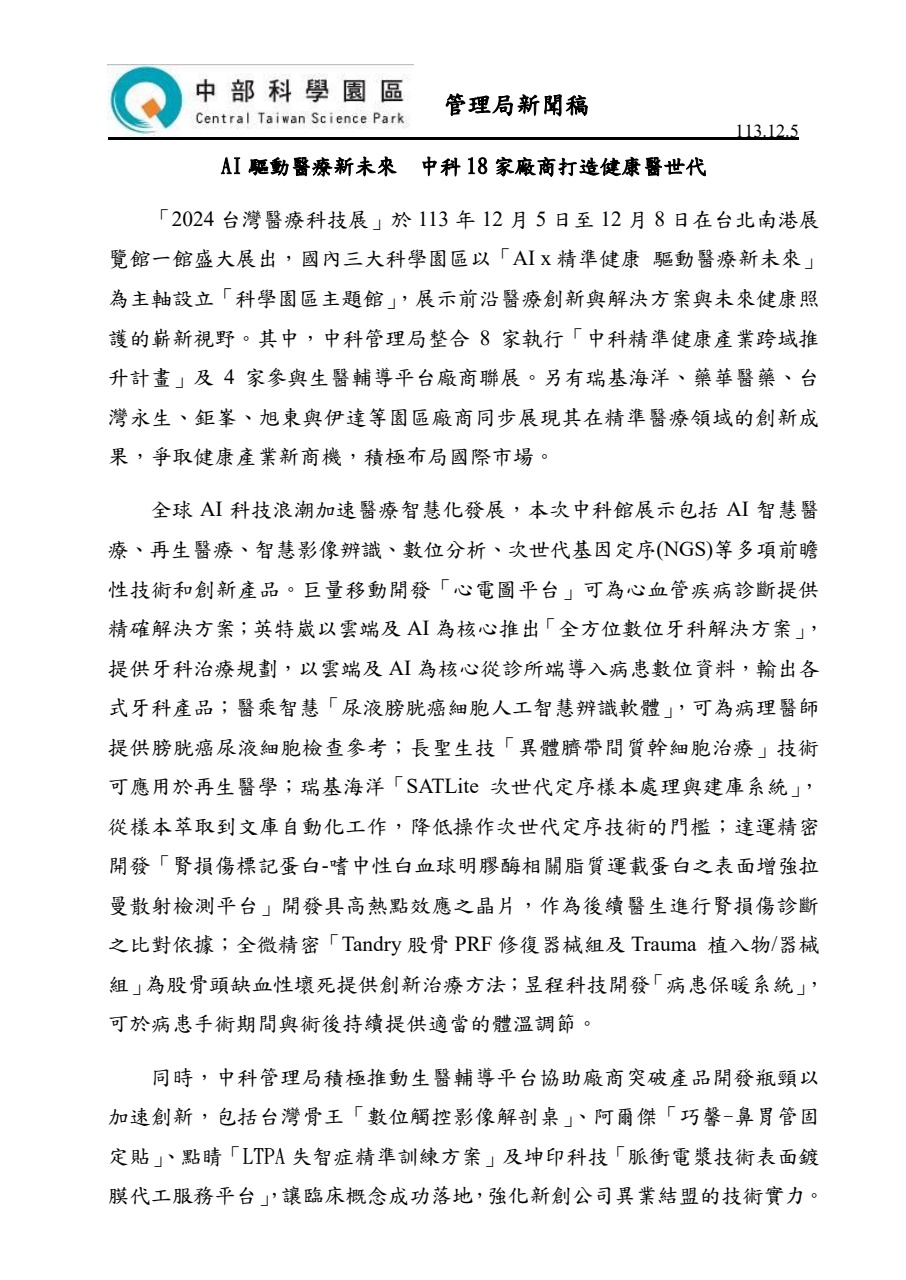 中部科學園區
Central Taiwan Science Park
管理局新聞稿
113.12.5
AI 驅動醫療新未來　中科 18 家廠商打造健康醫世代
「2024 台灣醫療科技展」於 113 年 12 月 5 日至 12 月 8 日在台北南港展
覽館一館盛大展出，國內三大科學園區以「AI x 精準健康 驅動醫療新未來」
為主軸設立「科學園區主題館」，展示前沿醫療創新與解決方案與未來健康照
護的嶄新視野。其中，中科管理局整合 8 家執行「中科精準健康產業跨域推
升計畫」及 4 家參與生醫輔導平台廠商聯展。另有瑞基海洋、藥華醫藥、台
灣永生、鉅峯、旭東與伊達等園區廠商同步展現其在精準醫療領域的創新成
果，爭取健康產業新商機，積極布局國際市場。
全球 AI 科技浪潮加速醫療智慧化發展，本次中科館展示包括 AI 智慧醫
療、再生醫療、智慧影像辨識、數位分析、次世代基因定序(NGS)等多項前瞻
性技術和創新產品。巨量移動開發「心電圖平台」可為心血管疾病診斷提供
精確解決方案；英特崴以雲端及 AI 為核心推出「全方位數位牙科解決方案」，
提供牙科治療規劃，以雲端及 AI 為核心從診所端導入病患數位資料，輸出各
式牙科產品；醫乘智慧「尿液膀胱癌細胞人工智慧辨識軟體」，可為病理醫師
提供膀胱癌尿液細胞檢查參考；長聖生技「異體臍帶間質幹細胞治療」技術
可應用於再生醫學；瑞基海洋「SATLite 次世代定序樣本處理與建庫系統」，
從樣本萃取到文庫自動化工作，降低操作次世代定序技術的門檻；達運精密
開發「腎損傷標記蛋白-嗜中性白血球明膠酶相關脂質運載蛋白之表面增強拉
曼散射檢測平台」開發具高熱點效應之晶片，作為後續醫生進行腎損傷診斷
之比對依據；全微精密「Tandry 股骨 PRF 修復器械組及 Trauma 植入物/器械
組」為股骨頭缺血性壞死提供創新治療方法；昱程科技開發「病患保暖系統」，
可於病患手術期間與術後持續提供適當的體溫調節。
同時，中科管理局積極推動生醫輔導平台協助廠商突破產品開發瓶頸以
加速創新，包括台灣骨王「數位觸控影像解剖桌」、阿爾傑「巧馨-鼻胃管固
定貼」、點睛「LTPA 失智症精準訓練方案」及坤印科技「脈衝電漿技術表面鍍
膜代工服務平台」，讓臨床概念成功落地，強化新創公司異業結盟的技術實力。